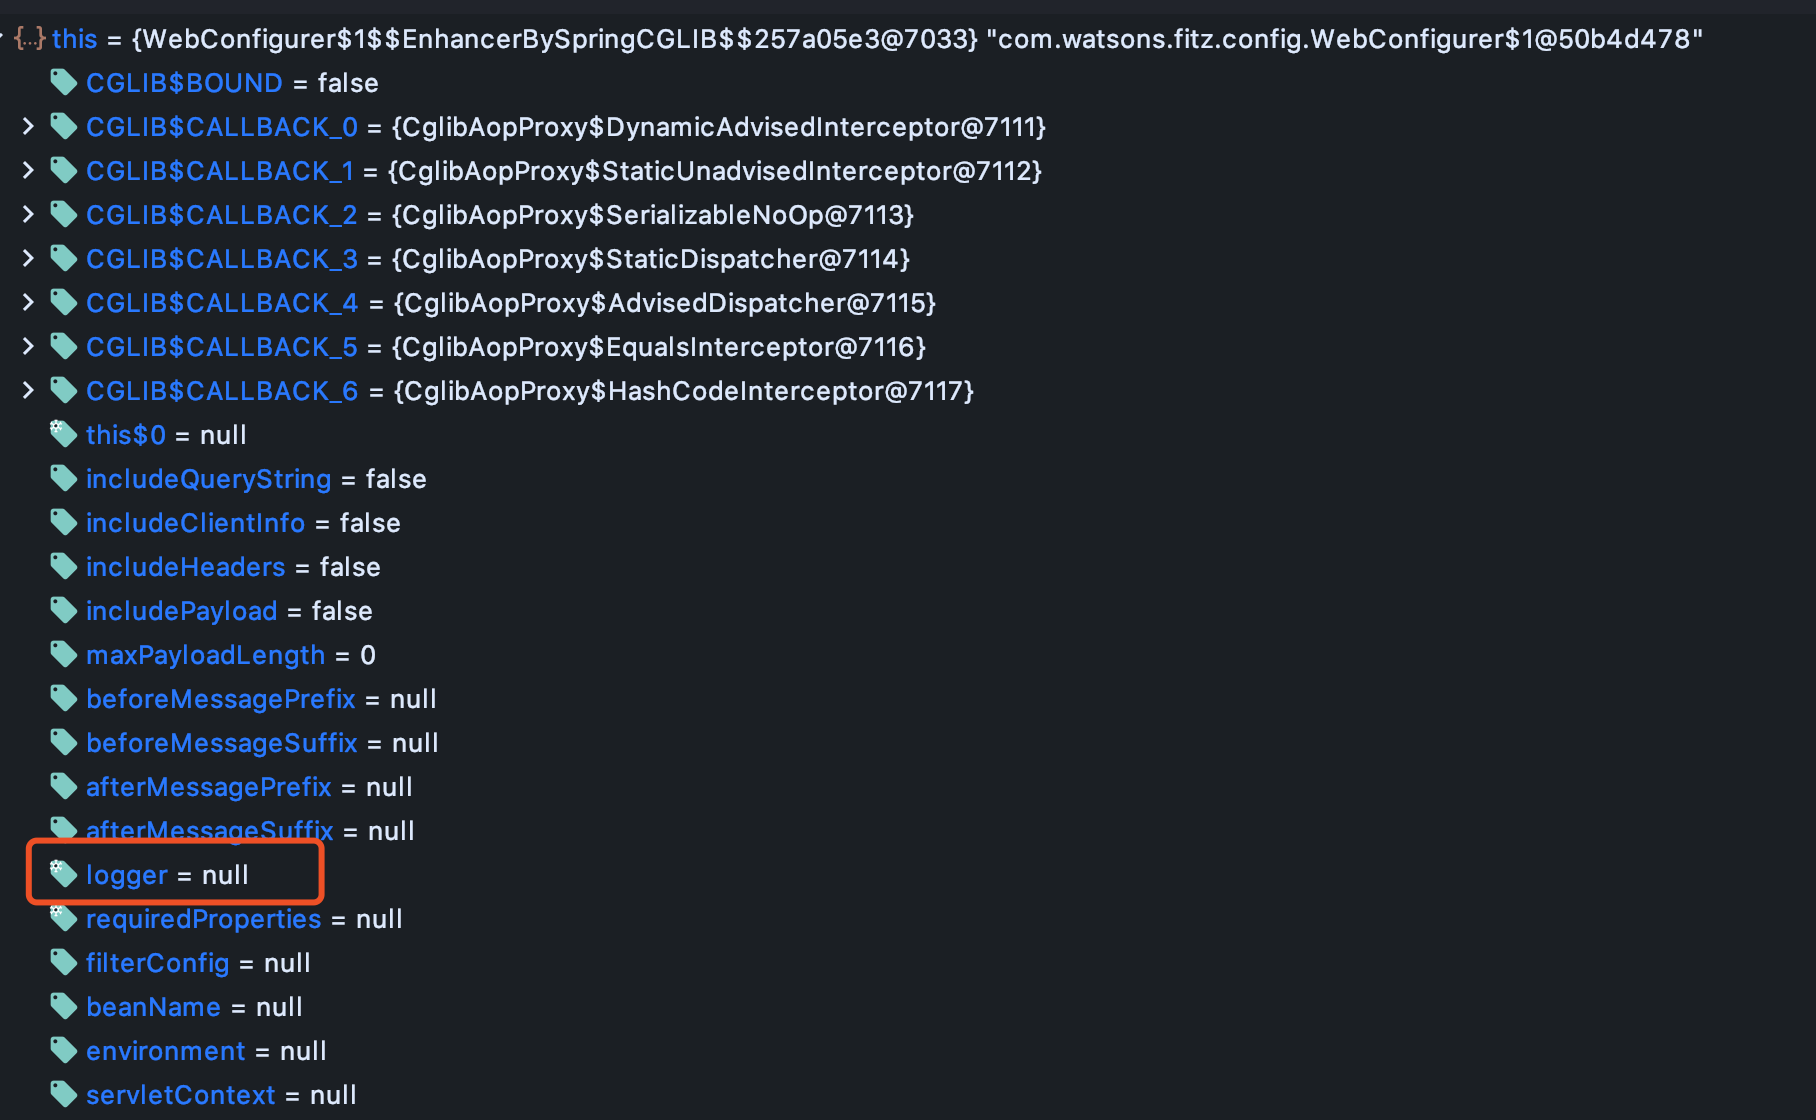 {...} this = {WebConfigurer$1$$EnhancerBySpringCGLIB$$257a05e3@7033} "com.watsons.fitz.config.WebConfigurer$1@50b4d478"
CGLIB$BOUND = false
CGLIB$CALLBACK_0 = {CglibAopProxy$DynamicAdvisedInterceptor@7111}
CGLIB$CALLBACK_1 = {CglibAopProxy$StaticUnadvisedInterceptor@7112}
CGLIB$CALLBACK_2 = {CglibAopProxy$SerializableNoOp@7113}
CGLIB$CALLBACK_3 = {CglibAopProxy$StaticDispatcher@7114}
CGLIB$CALLBACK_4 = {CglibAopProxy$AdvisedDispatcher@7115}
CGLIB$CALLBACK_5 = {CglibAopProxy$EqualsInterceptor@7116}
CGLIB$CALLBACK_6 = {CglibAopProxy$HashCodeInterceptor@7117}
this$0 = null
includeQueryString = false
includeClientInfo = false
includeHeaders = false
includePayload = false
maxPayloadLength = 0
beforeMessagePrefix = null
beforeMessageSuffix = null
afterMessagePrefix = null
afterMessageSuffix = null
logger = null
requiredProperties = null
filterConfig = null
beanName = null
environment = null
servletContext = null